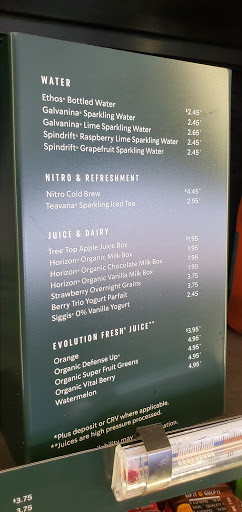 WATER
Ethos® Bottled Water $2.45+
Galvanina® Sparkling Water 2.45+
Galvanina® Lime Sparkling Water 2.65+
Spindrift® Raspberry Lime Sparkling Water 2.45+
Spindrift® Grapefruit Sparkling Water 2.45+
NITRO & REFRESHMENT
Nitro Cold Brew $4.45+
Teavana® Sparkling Iced Tea 2.95+
JUICE & DAIRY
Tree Top Apple Juice Box $1.95
Horizon® Organic Milk Box 1.95
Horizon® Organic Chocolate Milk Box 1.95
Horizon® Organic Vanilla Milk Box 1.95
Strawberry Overnight Grains 3.75
Berry Trio Yogurt Parfait 3.75
Siggis® 0% Vanilla Yogurt 2.45
EVOLUTION FRESH® JUICE**
Orange $3.95+
Organic Defense Up® 4.95+
Organic Super Fruit Greens 4.95+
Organic Vital Berry 4.95+
Watermelon
+Plus deposit or CRV where applicable.
**Juices are high pressure processed.
may
$3.75
3.75